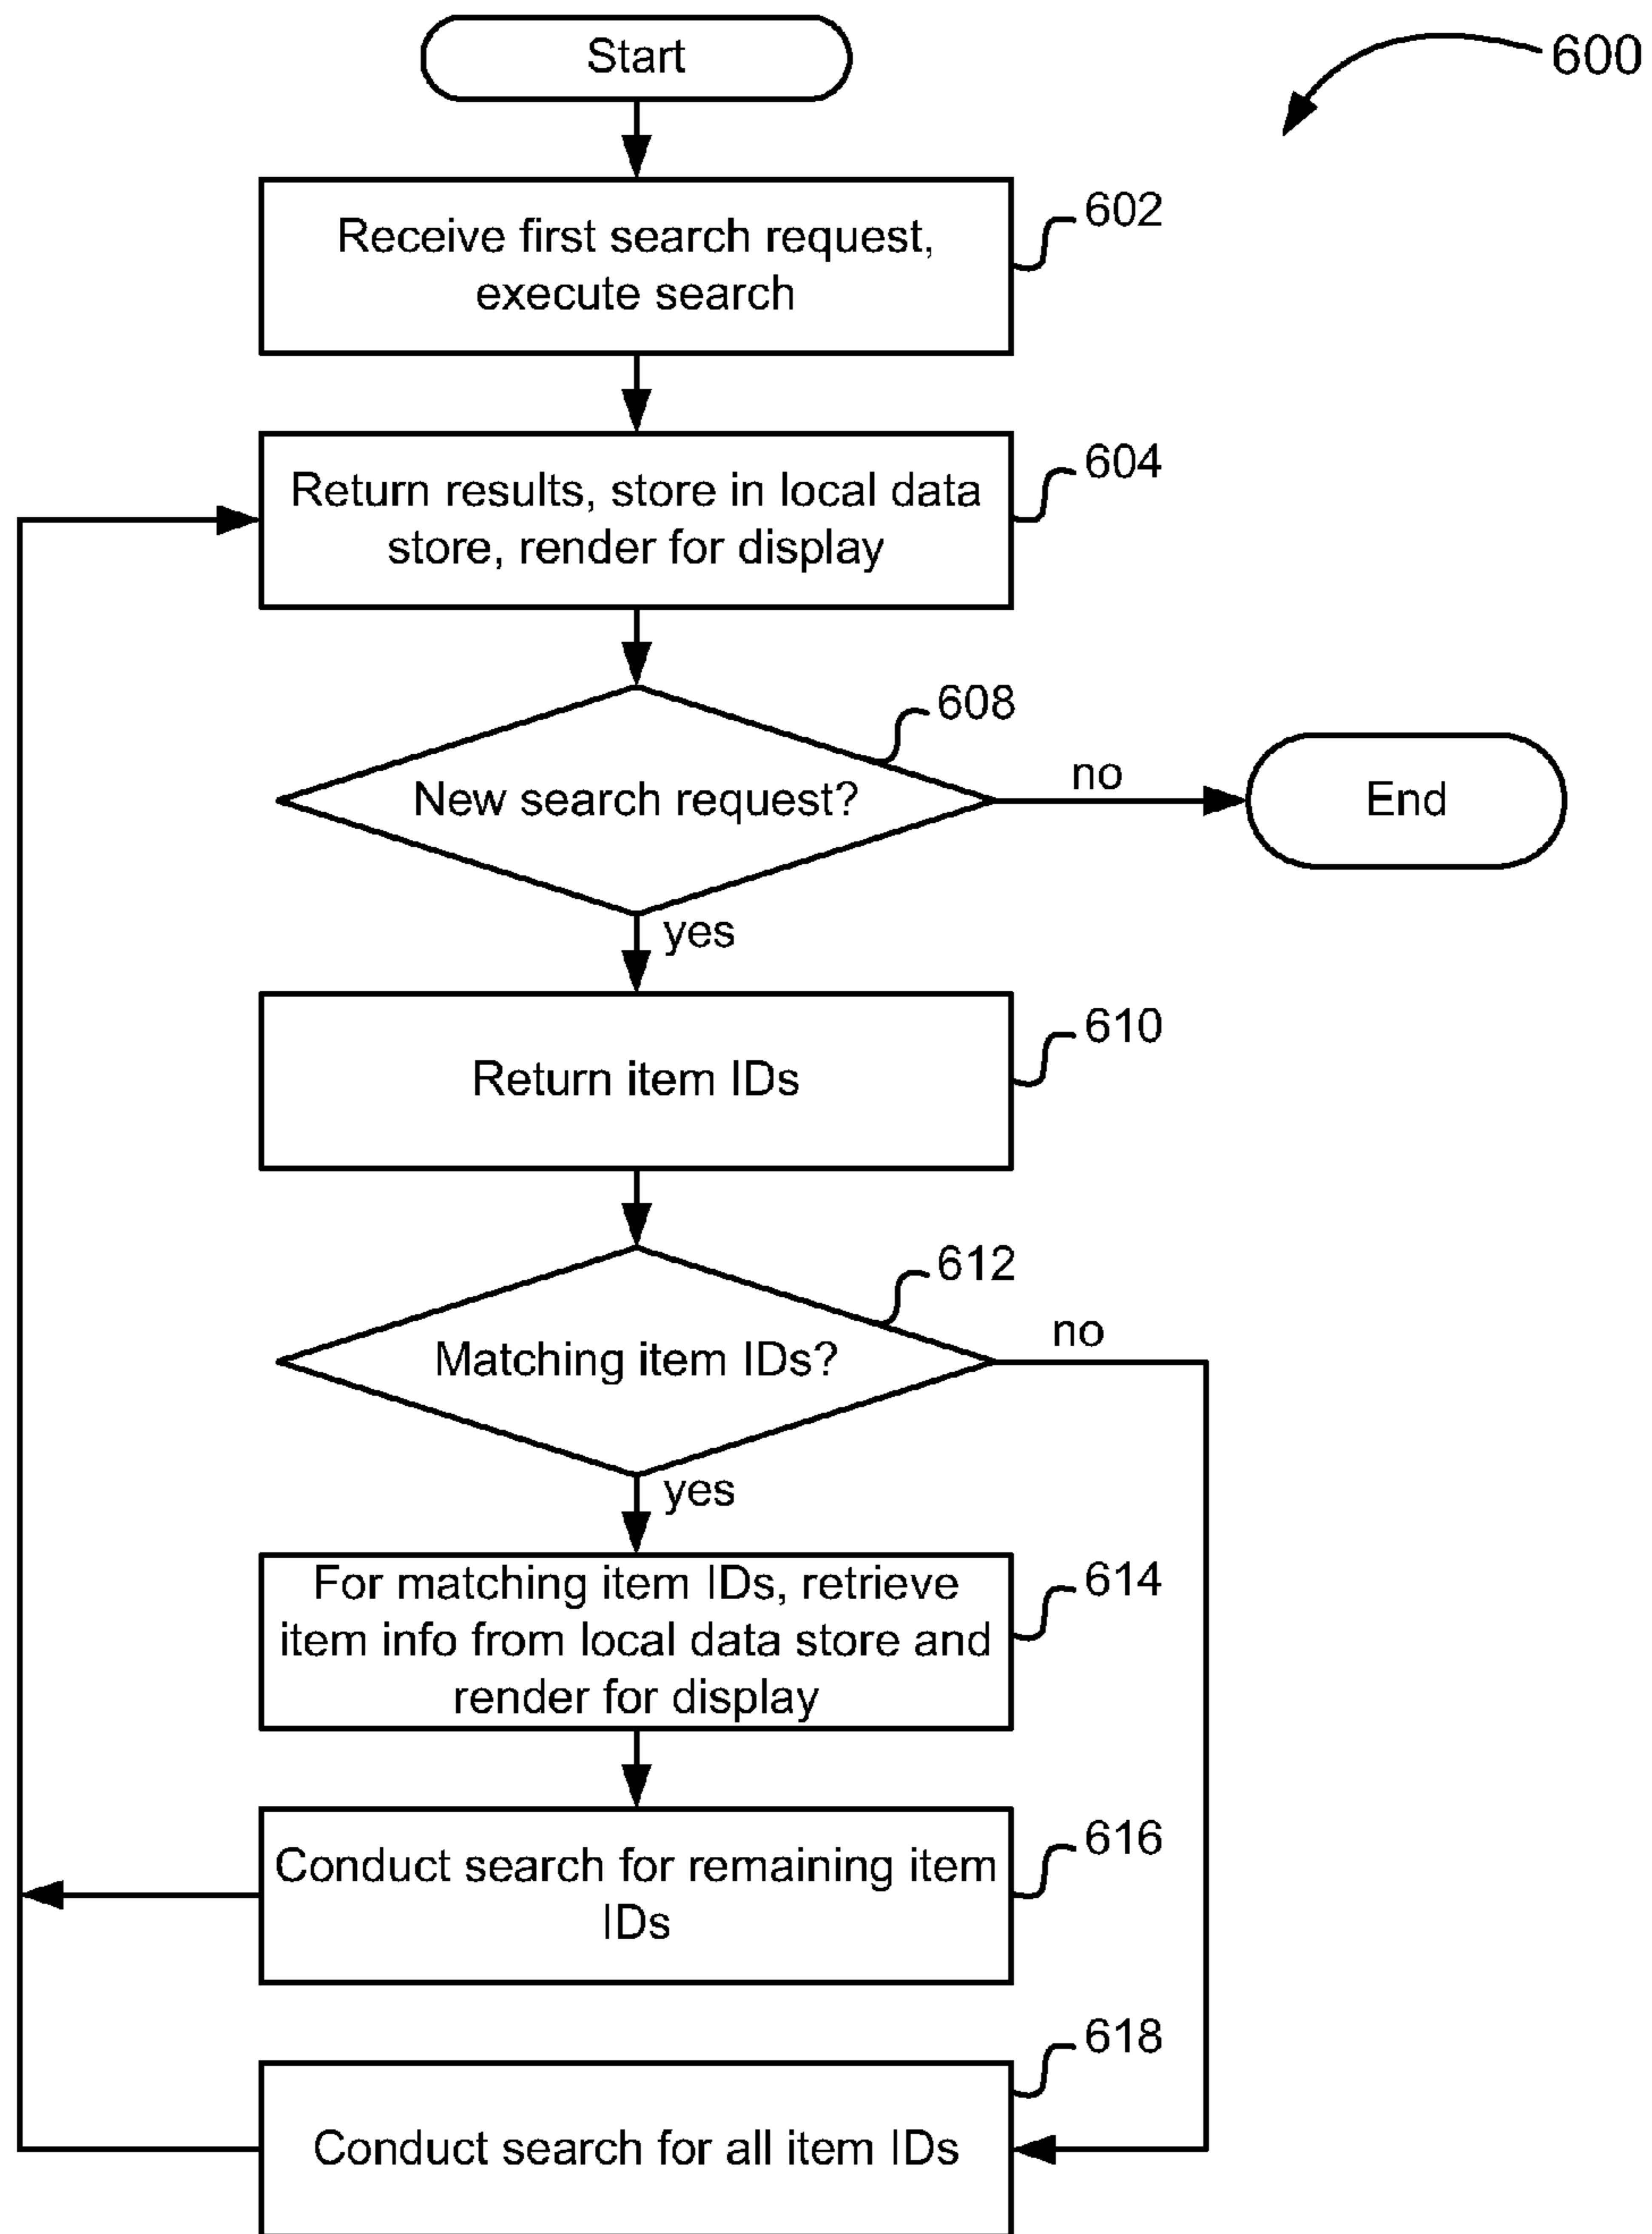 Start
600
Receive first search request,
execute search
602
Return results, store in local data
store, render for display
604
New search request?
608
no
End
yes
Return item IDs
610
Matching item IDs?
612
no
yes
For matching item IDs, retrieve
item info from local data store and
render for display
614
Conduct search for remaining item
IDs
616
Conduct search for all item IDs
618